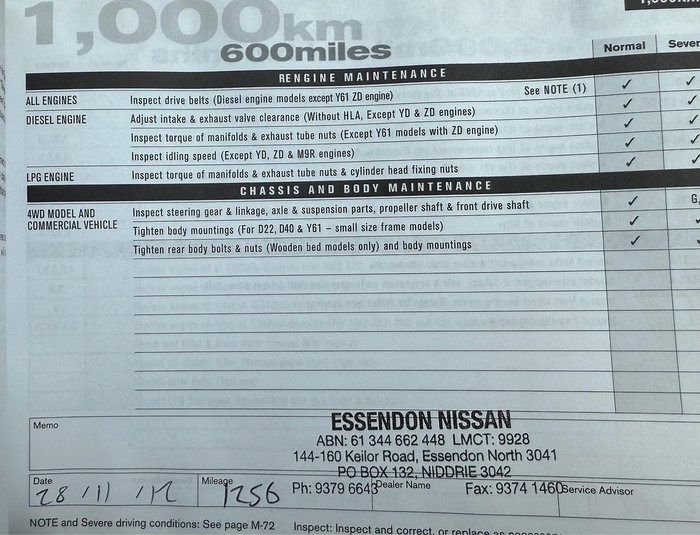 1,000km
600miles
Normal
RENGINE MAINTENANCE
ALL ENGINES Inspect drive belts (Diesel engine models except Y61 ZD engine) See NOTE (1) ✓ ✓
DIESEL ENGINE Adjust intake & exhaust valve clearance (Without HLA, Except YD & ZD engines) ✓ ✓
Inspect torque of manifolds & exhaust tube nuts (Except Y61 models with ZD engine) ✓ ✓
Inspect idling speed (Except YD, ZD & M9R engines) ✓ ✓
LPG ENGINE Inspect torque of manifolds & exhaust tube nuts & cylinder head fixing nuts ✓ ✓
CHASSIS AND BODY MAINTENANCE
4WD MODEL AND COMMERCIAL VEHICLE Inspect steering gear & linkage, axle & suspension parts, propeller shaft & front drive shaft ✓ G,
Tighten body mountings (For D22, D40 & Y61 – small size frame models) ✓ ✓
Tighten rear body bolts & nuts (Wooden bed models only) and body mountings ✓ ✓
Memo
ESSENDON NISSAN
ABN: 61 344 662 448 LMCT: 9928
144-160 Keilor Road, Essendon North 3041
PO BOX 132, NIDDRIE 3042
Date 28/11/12 Mileage 1256 Ph: 9379 6643 Dealer Name Fax: 9374 1460 Service Advisor
NOTE and Severe driving conditions: See page M-72 Inspect: Inspect and correct, or replace as